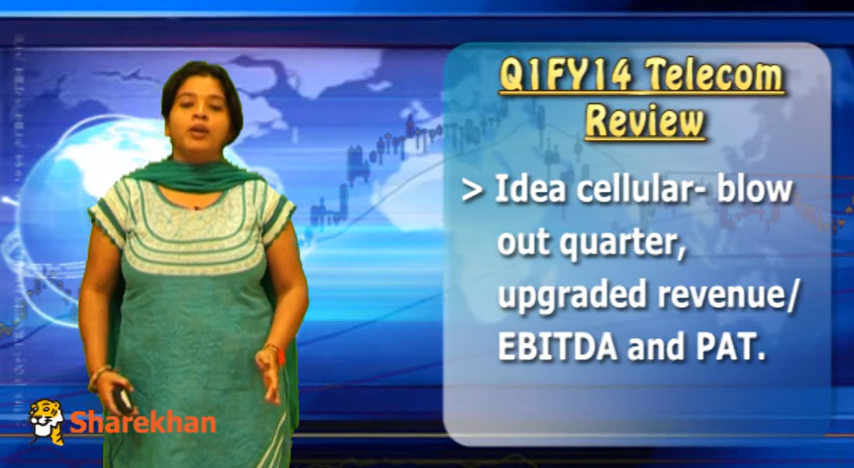 Q1FY14 Telecom
Review
> Idea cellular- blow
out quarter,
upgraded revenue/
EBITDA and PAT.
Sharekhan